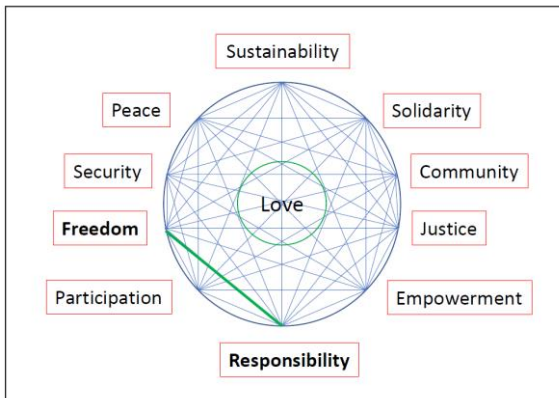 Sustainability
Peace
Solidarity
Security
Community
Love
Freedom
Justice
Participation
Empowerment
Responsibility